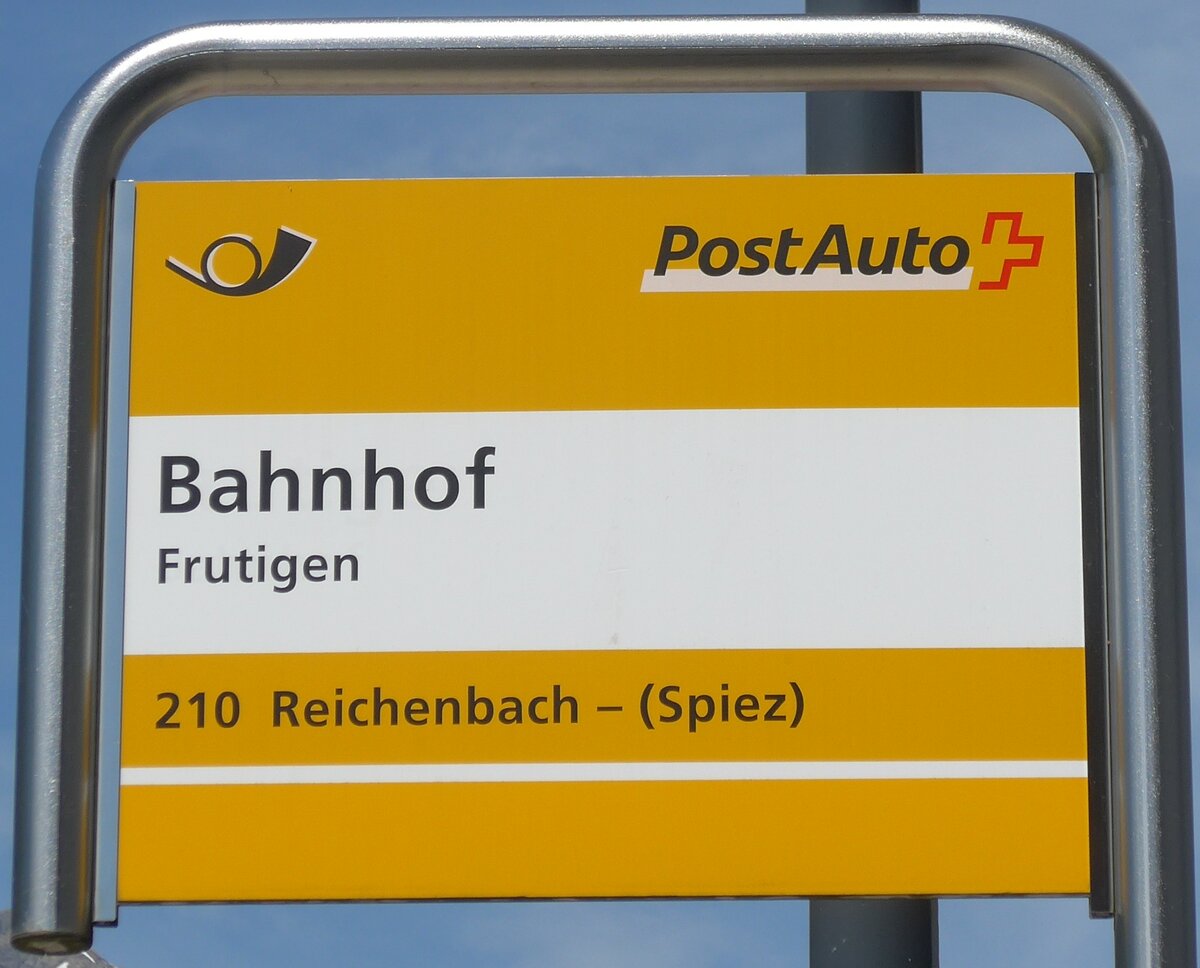 PostAuto
Bahnhof
Frutigen
210 Reichenbach – (Spiez)